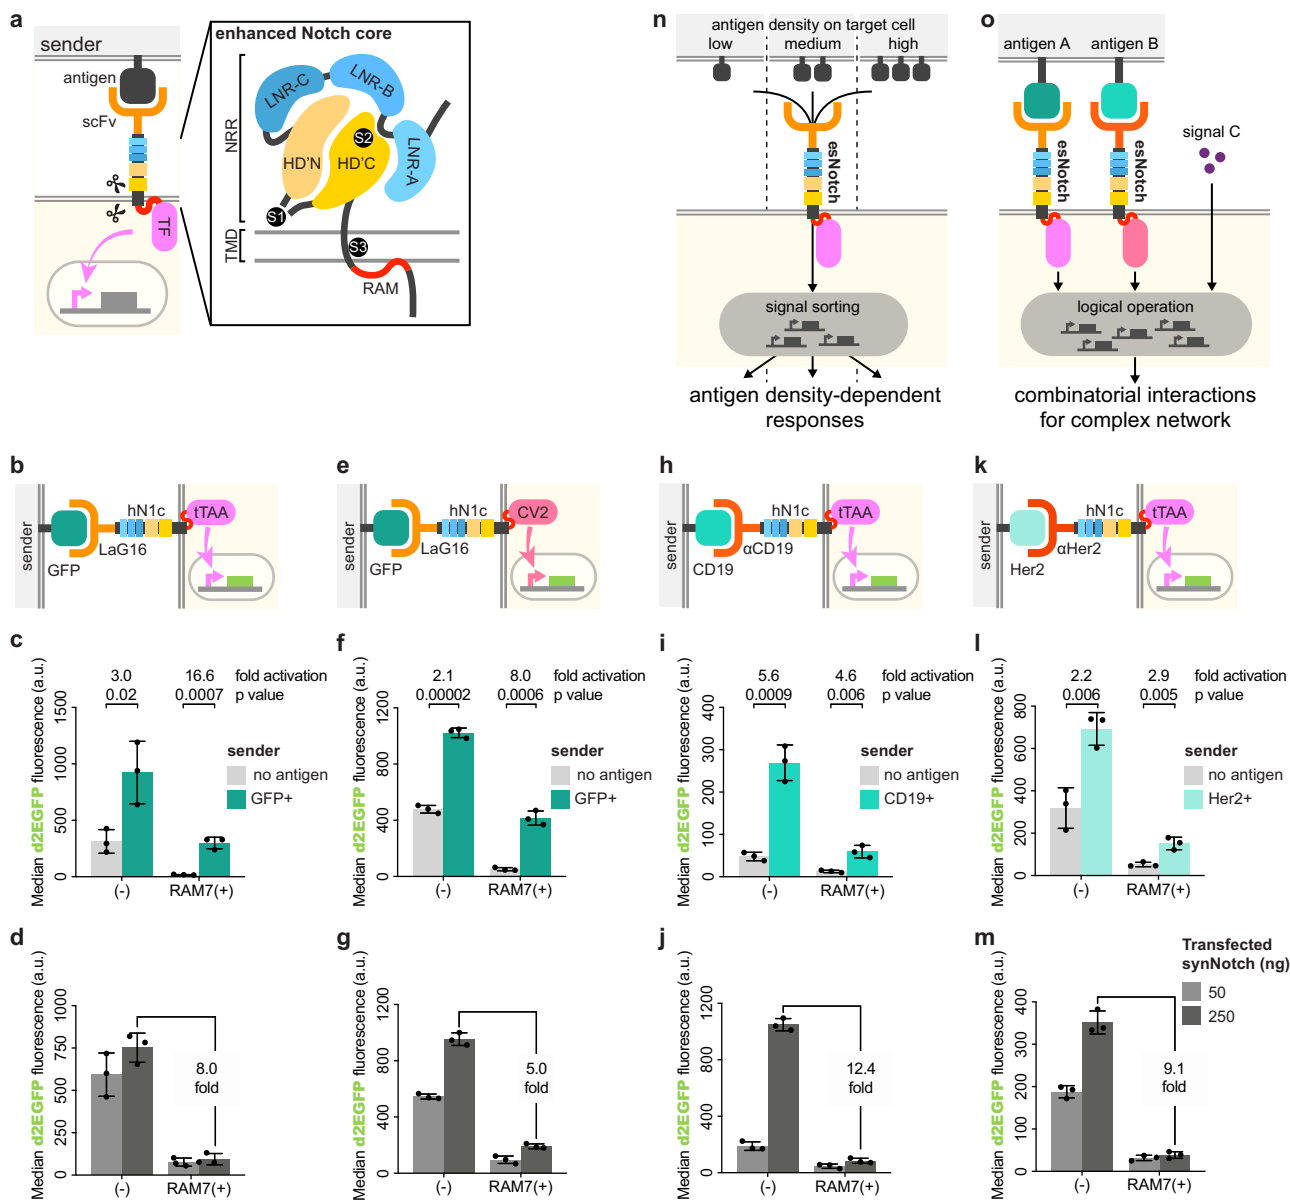 a
sender
antigen
scFv
TF
enhanced Notch core
NRR
TMD
LNR-C
LNR-B
LNR-A
HD'N
HD'C
S2
S1
S3
RAM
n
antigen density on target cell
low
medium
high
esNotch
signal sorting
antigen density-dependent
responses
o
sender
antigen A
antigen B
signal C
esNotch
esNotch
logical operation
combinatorial interactions
for complex network
b
sender
GFP
LaG16
hN1c
tTAA
e
sender
GFP
LaG16
hN1c
CV2
h
sender
CD19
αCD19
hN1c
tTAA
k
sender
Her2
αHer2
hN1c
tTAA
c
3.0 16.6 fold activation
0.02 0.0007 p value
Median d2EGFP fluorescence (a.u.)
1500
1000
500
0
sender
no antigen
GFP+
(-) RAM7(+)
f
2.1 8.0 fold activation
0.00002 0.0006 p value
Median d2EGFP fluorescence (a.u.)
1200
800
400
0
sender
no antigen
GFP+
(-) RAM7(+)
i
5.6 4.6 fold activation
0.0009 0.006 p value
Median d2EGFP fluorescence (a.u.)
400
300
200
100
0
sender
no antigen
CD19+
(-) RAM7(+)
l
2.2 2.9 fold activation
0.006 0.005 p value
Median d2EGFP fluorescence (a.u.)
800
600
400
200
0
sender
no antigen
Her2+
(-) RAM7(+)
d
Median d2EGFP fluorescence (a.u.)
1000
750
500
250
0
8.0
fold
(-) RAM7(+)
g
Median d2EGFP fluorescence (a.u.)
1200
800
400
0
5.0
fold
(-) RAM7(+)
j
Median d2EGFP fluorescence (a.u.)
1200
800
400
0
12.4
fold
(-) RAM7(+)
m
Median d2EGFP fluorescence (a.u.)
400
300
200
100
0
9.1
fold
(-) RAM7(+)
Transfected
synNotch (ng)
50
250